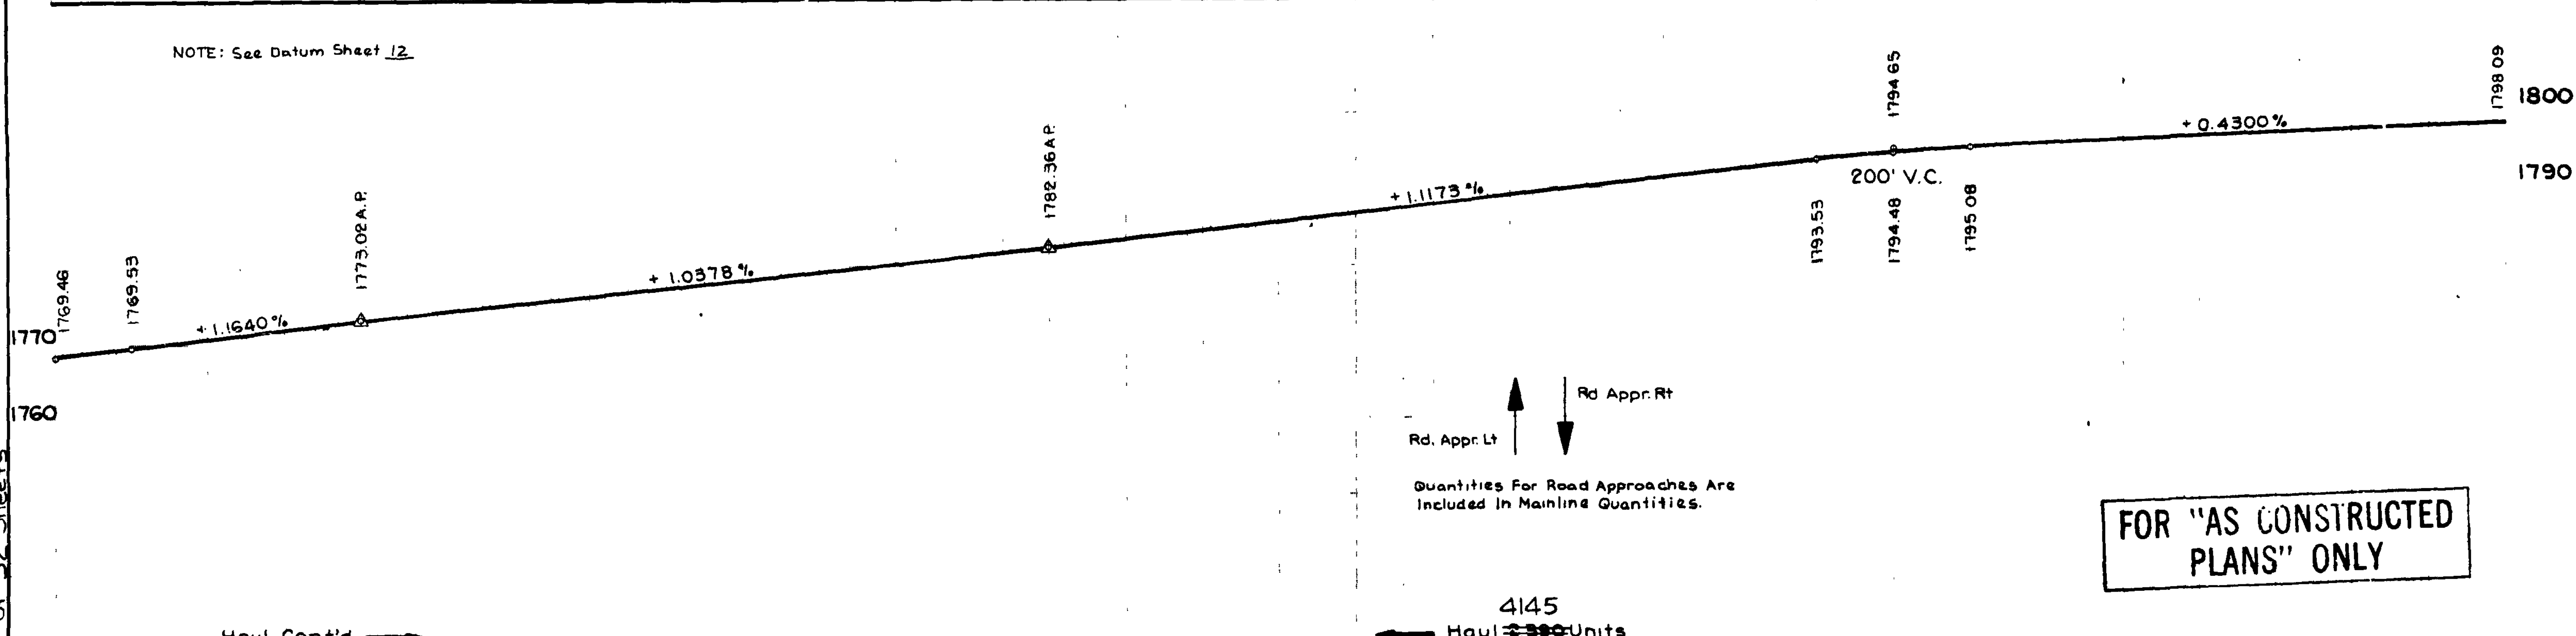 NOTE: See Datum Sheet 12
1769.46
1769.53
+ 1.1640%
1773.02 A.P.
+ 1.0378%
1782.36 A.P.
+ 1.1173%
1793.53
1794.65
200' V.C.
1794.48
1795.08
+ 0.4300%
1798.09
1800
1790
1770
1760
Rd. Appr. Lt
Rd Appr. Rt
Quantities For Road Approaches Are
Included In Mainline Quantities.
FOR "AS CONSTRUCTED
PLANS" ONLY
4145
Haul Units
Haul Cont'd
Sheets